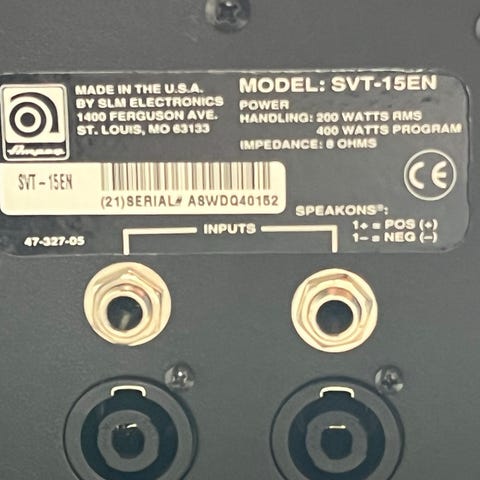 MADE IN THE U.S.A.
BY SLM ELECTRONICS
1400 FERGUSON AVE.
ST. LOUIS, MO 63133
Ampeg
MODEL: SVT-15EN
POWER
HANDLING: 200 WATTS RMS
400 WATTS PROGRAM
IMPEDANCE: 8 OHMS
CE
SVT-15EN
(21)SERIAL# ASWDQ40152
SPEAKONS®:
1+ = POS (+)
1- = NEG (-)
47-327-05
INPUTS